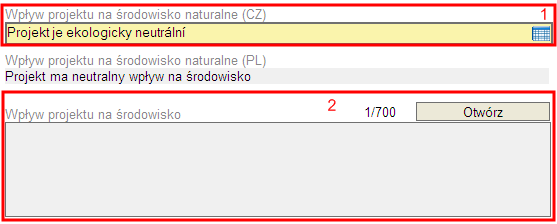 Wpływ projektu na środowisko naturalne (CZ) 1
Projekt je ekologicky neutrální
Wpływ projektu na środowisko naturalne (PL)
Projekt ma neutralny wpływ na środowisko
Wpływ projektu na środowisko 2 1/700 Otwórz